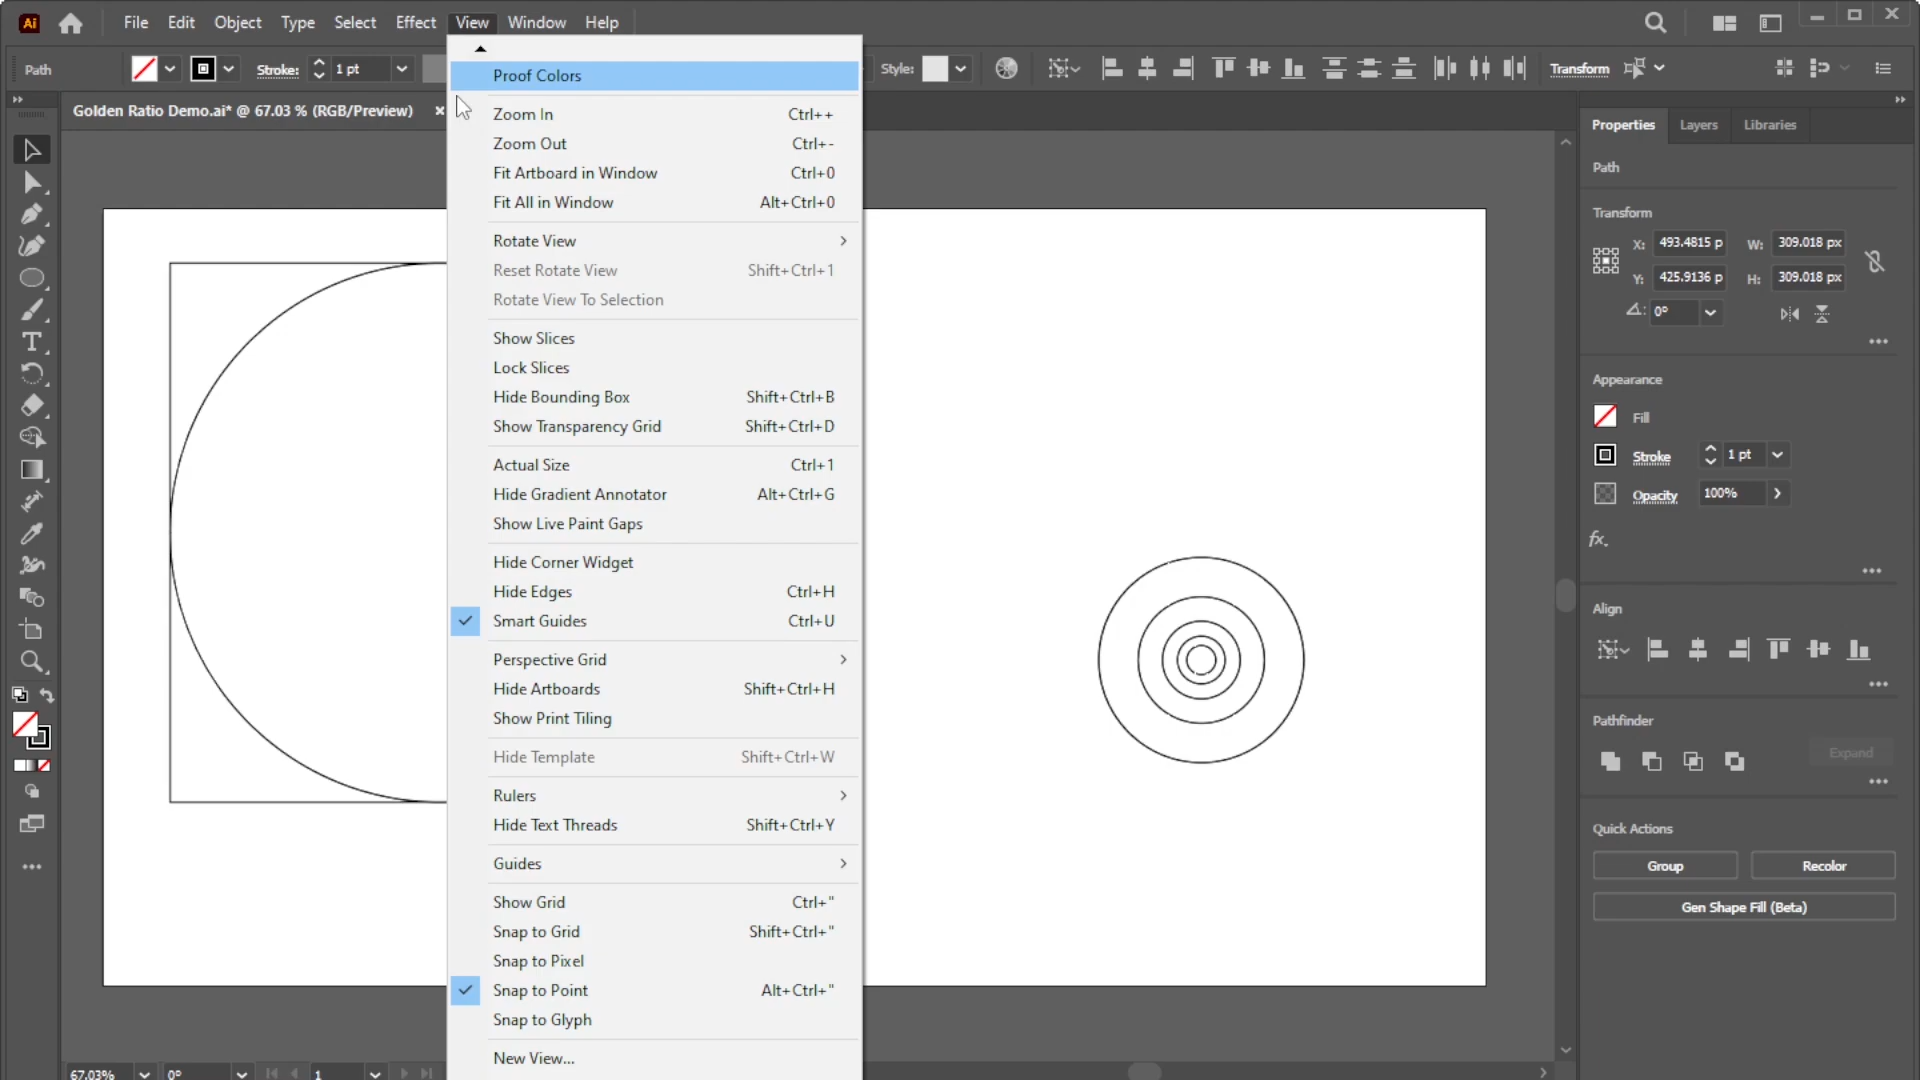 Ai File Edit Object Type Select Effect View Window Help
Path Stroke: 1 pt Style: Transform
Golden Ratio Demo.ai* @ 67.03 % (RGB/Preview) ×
Proof Colors
Zoom In Ctrl++
Zoom Out Ctrl+-
Fit Artboard in Window Ctrl+0
Fit All in Window Alt+Ctrl+0
Rotate View
Reset Rotate View Shift+Ctrl+1
Rotate View To Selection
Show Slices
Lock Slices
Hide Bounding Box Shift+Ctrl+B
Show Transparency Grid Shift+Ctrl+D
Actual Size Ctrl+1
Hide Gradient Annotator Alt+Ctrl+G
Show Live Paint Gaps
Hide Corner Widget
Hide Edges Ctrl+H
Smart Guides Ctrl+U
Perspective Grid
Hide Artboards Shift+Ctrl+H
Show Print Tiling
Hide Template Shift+Ctrl+W
Rulers
Hide Text Threads Shift+Ctrl+Y
Guides
Show Grid Ctrl+"
Snap to Grid Shift+Ctrl+"
Snap to Pixel
Snap to Point Alt+Ctrl+"
Snap to Glyph
New View...
Properties Layers Libraries
Path
Transform
X: 493.4815 p W: 309.018 px
Y: 425.9136 p H: 309.018 px
0°
Appearance
Fill
Stroke 1 pt
Opacity 100%
fx.
Align
Pathfinder
Expand
Quick Actions
Group Recolor
Gen Shape Fill (Beta)
67.03% 0° 1